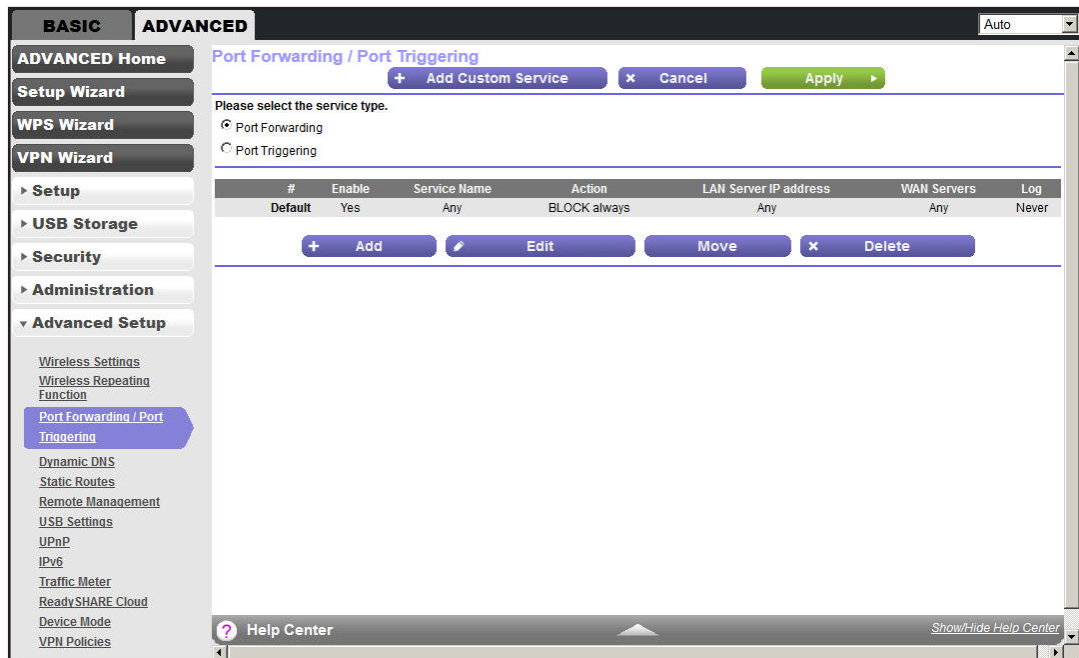 BASIC
ADVANCED
Auto
ADVANCED Home
Setup Wizard
WPS Wizard
VPN Wizard
Setup
USB Storage
Security
Administration
Advanced Setup
Wireless Settings
Wireless Repeating
Function
Port Forwarding / Port
Triggering
Dynamic DNS
Static Routes
Remote Management
USB Settings
UPnP
IPv6
Traffic Meter
ReadySHARE Cloud
Device Mode
VPN Policies
Port Forwarding / Port Triggering
+ Add Custom Service
× Cancel
Apply
Please select the service type.
Port Forwarding
Port Triggering
# Enable Service Name Action LAN Server IP address WAN Servers Log
Default Yes Any BLOCK always Any Any Never
+ Add
Edit
Move
× Delete
? Help Center
Show/Hide Help Center